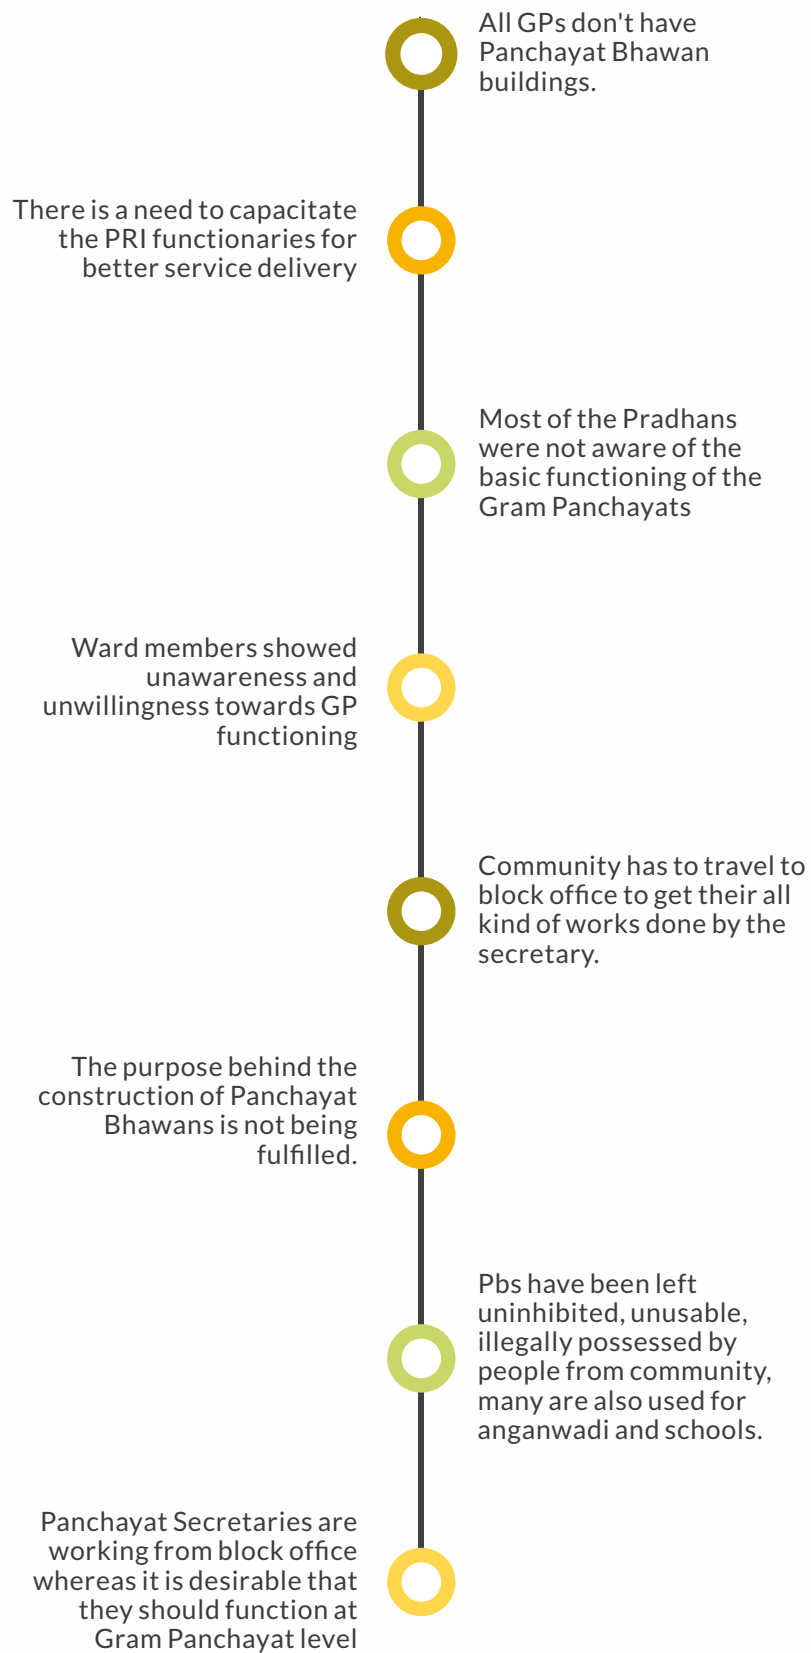 All GPs don't have
Panchayat Bhawan
buildings.
There is a need to capacitate
the PRI functionaries for
better service delivery
Most of the Pradhans
were not aware of the
basic functioning of the
Gram Panchayats
Ward members showed
unawareness and
unwillingness towards GP
functioning
Community has to travel to
block office to get their all
kind of works done by the
secretary.
The purpose behind the
construction of Panchayat
Bhawans is not being
fulfilled.
Pbs have been left
uninhibited, unusable,
illegally possessed by
people from community,
many are also used for
anganwadi and schools.
Panchayat Secretaries are
working from block office
whereas it is desirable that
they should function at
Gram Panchayat level